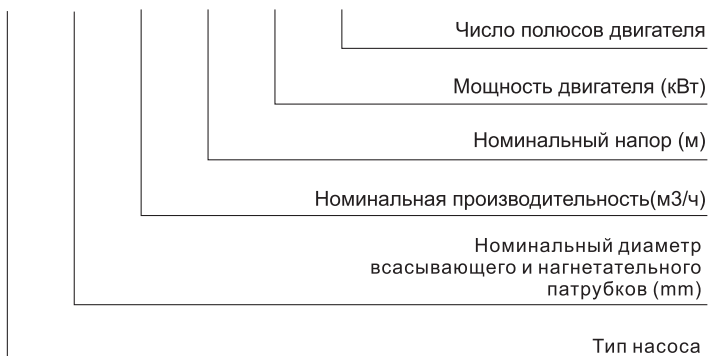 Число полюсов двигателя
Мощность двигателя (кВт)
Номинальный напор (м)
Номинальная производительность(м3/ч)
Номинальный диаметр
всасывающего и нагнетательного
патрубков (mm)
Тип насоса